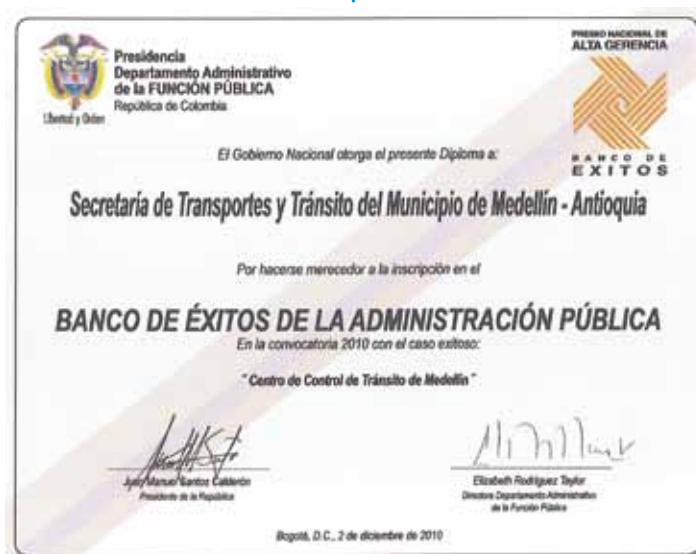 Presidencia
Departamento Administrativo
de la FUNCIÓN PÚBLICA
República de Colombia
Libertad y Orden
PREMIO NACIONAL DE
ALTA GERENCIA
BANCO DE
EXITOS
El Gobierno Nacional otorga el presente Diploma a:
Secretaría de Transportes y Tránsito del Municipio de Medellín - Antioquia
Por hacerse merecedor a la inscripción en el
BANCO DE ÉXITOS DE LA ADMINISTRACIÓN PÚBLICA
En la convocatoria 2010 con el caso exitoso:
" Centro de Control de Tránsito de Medellín "
Juan Manuel Santos Calderón
Presidente de la República
Elizabeth Rodríguez Taylor
Directora Departamento Administrativo
de la Función Pública
Bogotá, D.C., 2 de diciembre de 2010